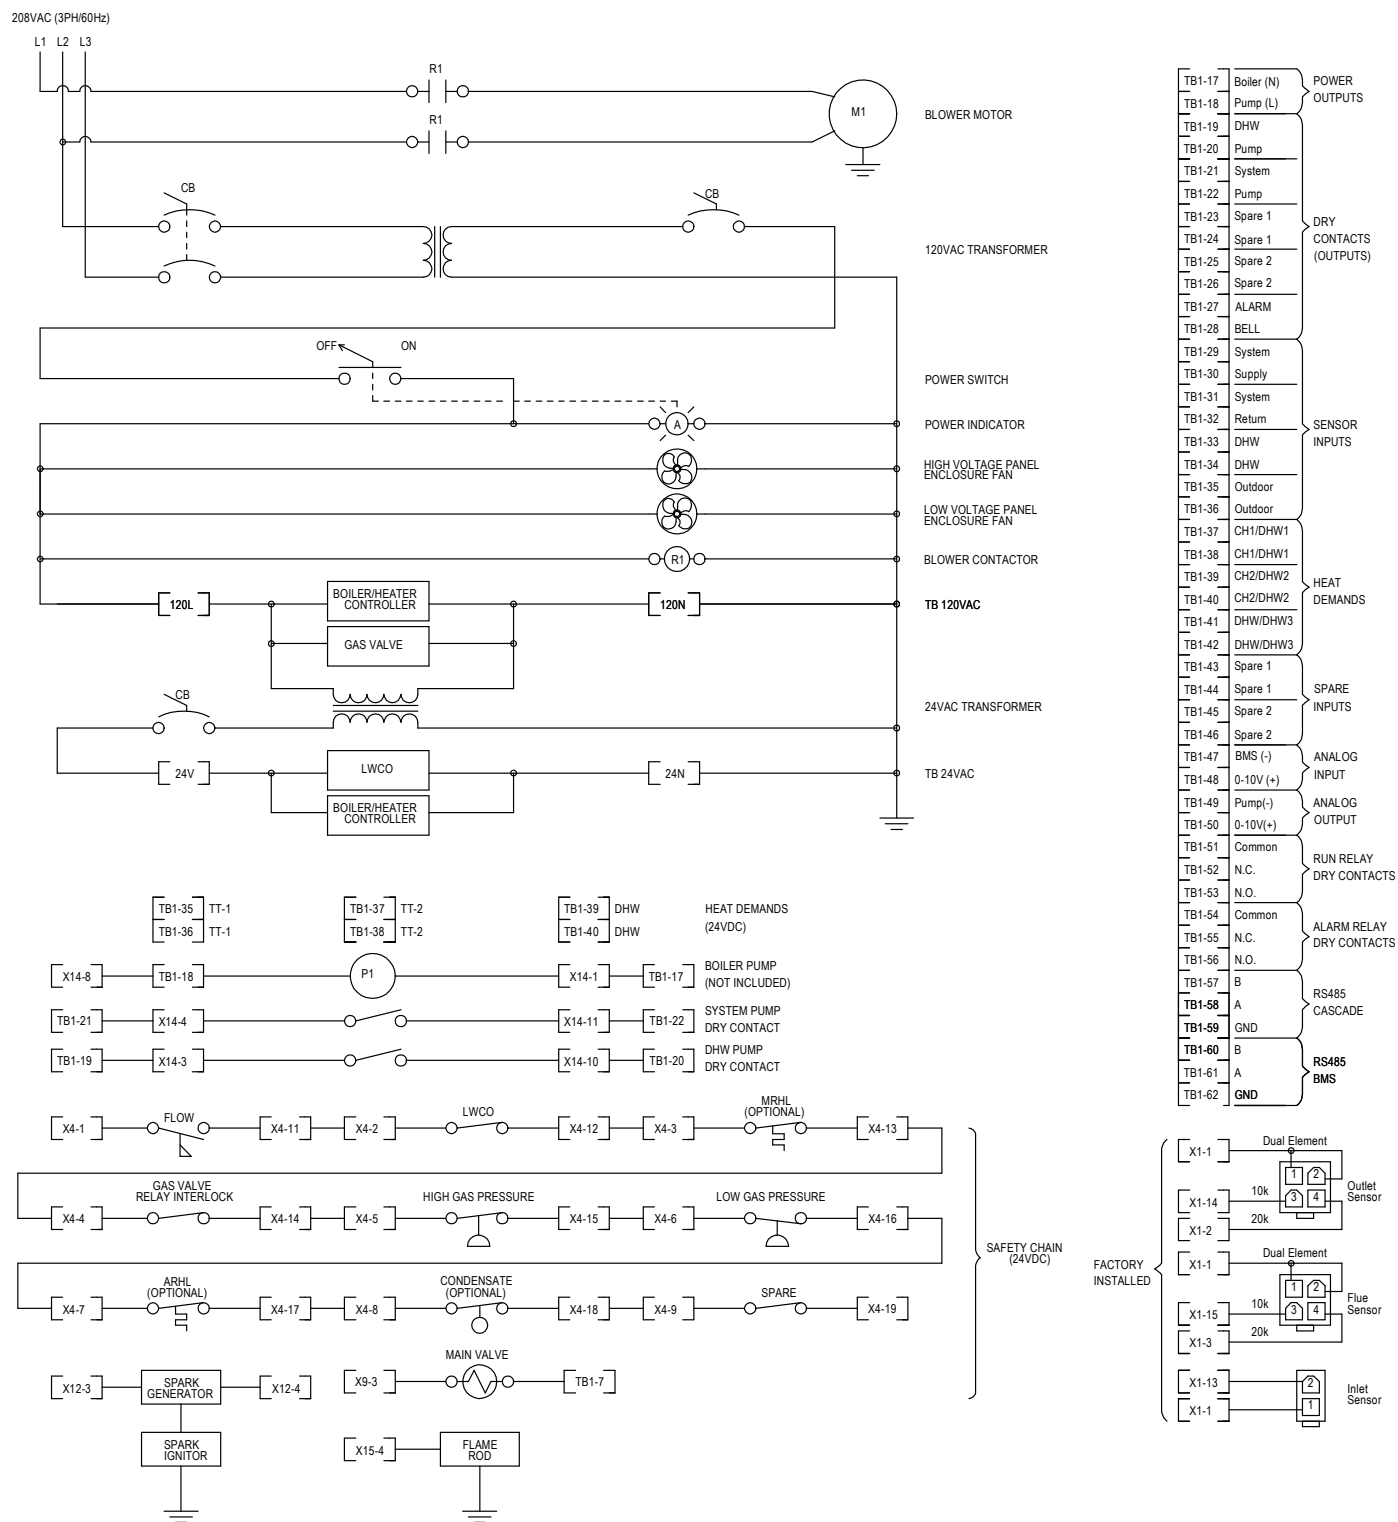 208VAC (3PH/60Hz)
L1 L2 L3
R1
M1
BLOWER MOTOR
R1
CB
CB
120VAC TRANSFORMER
OFF ON
POWER SWITCH
A
POWER INDICATOR
HIGH VOLTAGE PANEL
ENCLOSURE FAN
LOW VOLTAGE PANEL
ENCLOSURE FAN
R1
BLOWER CONTACTOR
120L
BOILER/HEATER
CONTROLLER
120N
TB 120VAC
GAS VALVE
CB
24VAC TRANSFORMER
24V
LWCO
24N
TB 24VAC
BOILER/HEATER
CONTROLLER
TB1-35 TT-1
TB1-36 TT-1
TB1-37 TT-2
TB1-38 TT-2
TB1-39 DHW
TB1-40 DHW
HEAT DEMANDS
(24VDC)
X14-8 TB1-18 P1 X14-1 TB1-17
BOILER PUMP
(NOT INCLUDED)
TB1-21 X14-4 X14-11 TB1-22
SYSTEM PUMP
DRY CONTACT
TB1-19 X14-3 X14-10 TB1-20
DHW PUMP
DRY CONTACT
X4-1 FLOW X4-11 X4-2 LWCO X4-12 X4-3
MRHL
(OPTIONAL)
X4-13
X4-4
GAS VALVE
RELAY INTERLOCK
X4-14 X4-5
HIGH GAS PRESSURE
X4-15 X4-6
LOW GAS PRESSURE
X4-16
X4-7
ARHL
(OPTIONAL)
X4-17 X4-8
CONDENSATE
(OPTIONAL)
X4-18 X4-9
SPARE
X4-19
SAFETY CHAIN
(24VDC)
X12-3
SPARK
GENERATOR
X12-4
X9-3
MAIN VALVE
TB1-7
SPARK
IGNITOR
X15-4
FLAME
ROD
TB1-17 Boiler (N)
TB1-18 Pump (L)
POWER
OUTPUTS
TB1-19 DHW
TB1-20 Pump
TB1-21 System
TB1-22 Pump
TB1-23 Spare 1
TB1-24 Spare 1
TB1-25 Spare 2
TB1-26 Spare 2
TB1-27 ALARM
TB1-28 BELL
DRY
CONTACTS
(OUTPUTS)
TB1-29 System
TB1-30 Supply
TB1-31 System
TB1-32 Return
TB1-33 DHW
TB1-34 DHW
TB1-35 Outdoor
TB1-36 Outdoor
SENSOR
INPUTS
TB1-37 CH1/DHW1
TB1-38 CH1/DHW1
TB1-39 CH2/DHW2
TB1-40 CH2/DHW2
TB1-41 DHW/DHW3
TB1-42 DHW/DHW3
HEAT
DEMANDS
TB1-43 Spare 1
TB1-44 Spare 1
TB1-45 Spare 2
TB1-46 Spare 2
SPARE
INPUTS
TB1-47 BMS (-)
TB1-48 0-10V (+)
ANALOG
INPUT
TB1-49 Pump(-)
TB1-50 0-10V(+)
ANALOG
OUTPUT
TB1-51 Common
TB1-52 N.C.
TB1-53 N.O.
RUN RELAY
DRY CONTACTS
TB1-54 Common
TB1-55 N.C.
TB1-56 N.O.
ALARM RELAY
DRY CONTACTS
TB1-57 B
TB1-58 A
TB1-59 GND
RS485
CASCADE
TB1-60 B
TB1-61 A
TB1-62 GND
RS485
BMS
FACTORY
INSTALLED
X1-1
Dual Element
1 2
3 4
X1-14 10k
X1-2 20k
Outlet
Sensor
X1-1
Dual Element
1 2
3 4
X1-15 10k
X1-3 20k
Flue
Sensor
X1-13 2
X1-1 1
Inlet
Sensor